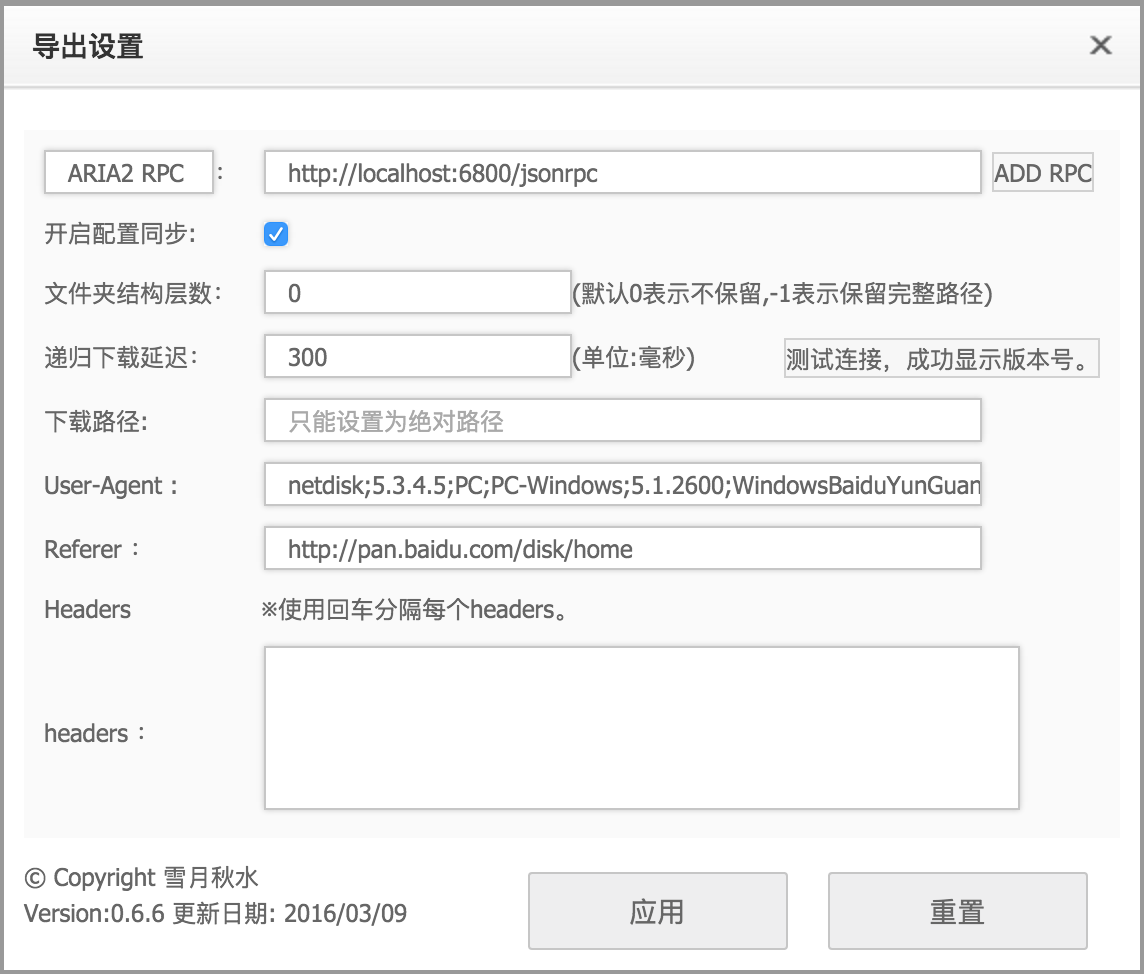 导出设置
ARIA2 RPC : http://localhost:6800/jsonrpc ADD RPC
开启配置同步:
文件夹结构层数: 0 (默认0表示不保留,-1表示保留完整路径)
递归下载延迟: 300 (单位:毫秒) 测试连接，成功显示版本号。
下载路径: 只能设置为绝对路径
User-Agent : netdisk;5.3.4.5;PC;PC-Windows;5.1.2600;WindowsBaiduYunGuan
Referer : http://pan.baidu.com/disk/home
Headers ※使用回车分隔每个headers。
headers :
© Copyright 雪月秋水
Version:0.6.6 更新日期: 2016/03/09
应用 重置